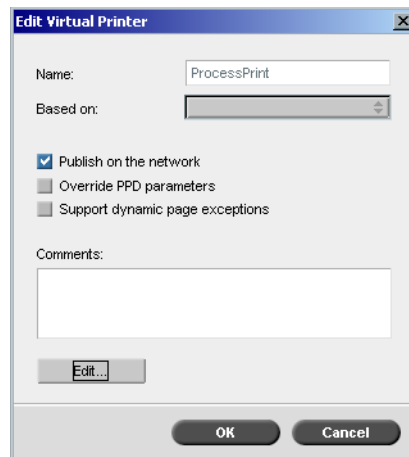 Edit Virtual Printer
Name: ProcessPrint
Based on:
Publish on the network
Override PPD parameters
Support dynamic page exceptions
Comments:
Edit...
OK Cancel